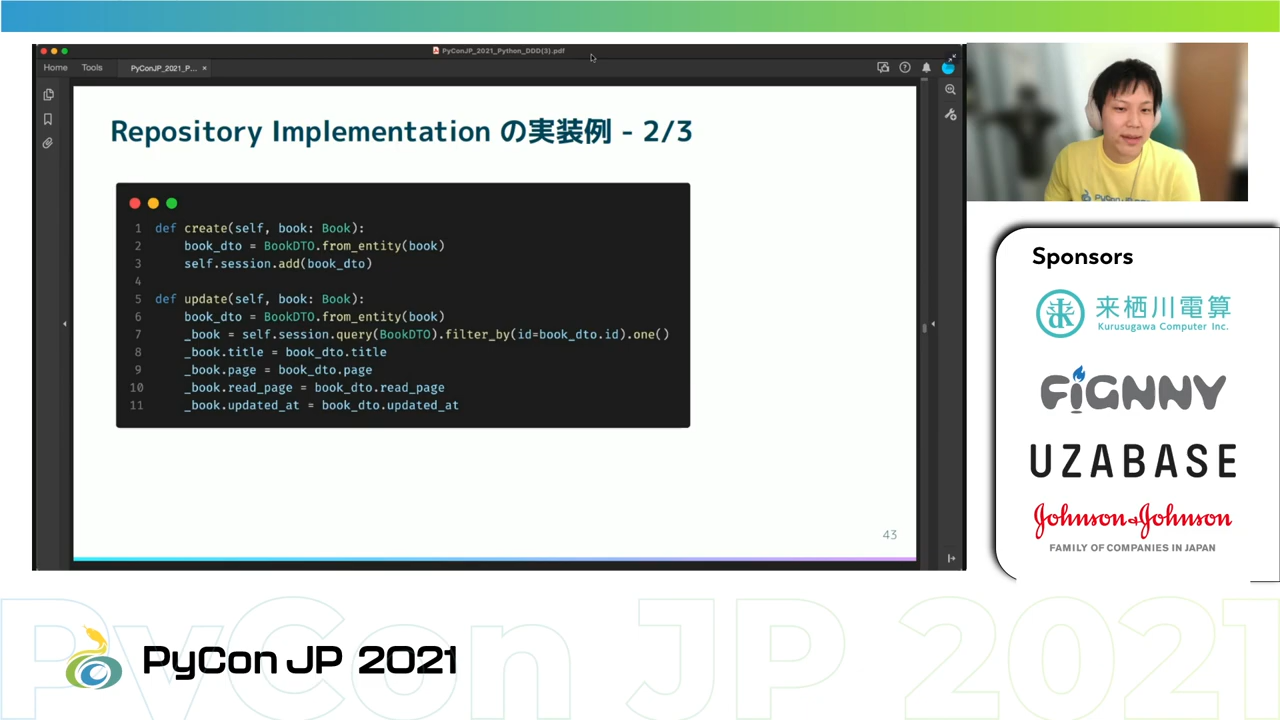 PyConJP_2021_Python_DDD(3).pdf
Home
Tools
PyConJP_2021_P...
Repository Implementation の実装例 - 2/3
1 def create(self, book: Book):
2 book_dto = BookDTO.from_entity(book)
3 self.session.add(book_dto)
4
5 def update(self, book: Book):
6 book_dto = BookDTO.from_entity(book)
7 _book = self.session.query(BookDTO).filter_by(id=book_dto.id).one()
8 _book.title = book_dto.title
9 _book.page = book_dto.page
10 _book.read_page = book_dto.read_page
11 _book.updated_at = book_dto.updated_at
43
Sponsors
来栖川電算
Kurusugawa Computer Inc.
FiGNNY
UZABASE
Johnson&Johnson
FAMILY OF COMPANIES IN JAPAN
PyCon JP 2021
PyCon JP 2021